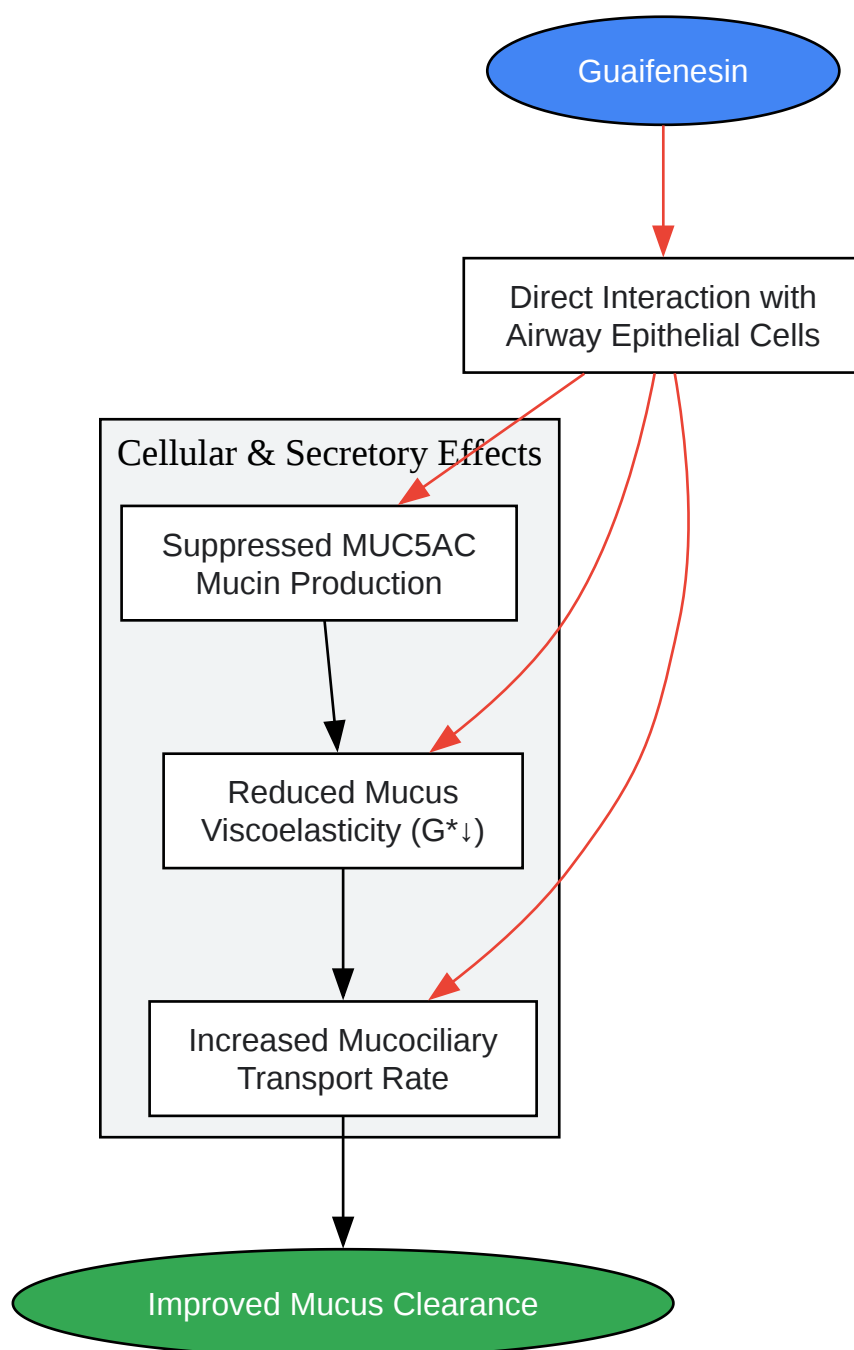 Guaifenesin
Direct Interaction with
Airway Epithelial Cells
Cellular & Secretory Effects
Suppressed MUC5AC
Mucin Production
Reduced Mucus
Viscoelasticity (G*↓)
Increased Mucociliary
Transport Rate
Improved Mucus Clearance